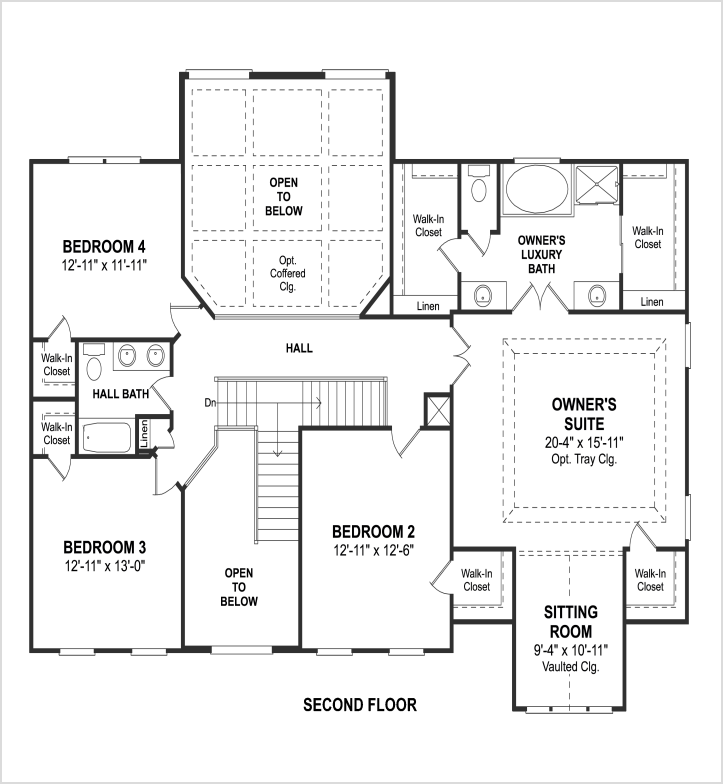 OPEN
TO
BELOW
Opt.
Coffered
Clg.
BEDROOM 4
12'-11" x 11'-11"
Walk-In
Closet
OWNER'S
LUXURY
BATH
Walk-In
Closet
Linen
Linen
HALL
Walk-In
Closet
HALL BATH
Dn
Walk-In
Closet
Linen
OWNER'S
SUITE
20'-4" x 15'-11"
Opt. Tray Clg.
BEDROOM 3
12'-11" x 13'-0"
OPEN
TO
BELOW
BEDROOM 2
12'-11" x 12'-6"
Walk-In
Closet
Walk-In
Closet
SITTING
ROOM
9'-4" x 10'-11"
Vaulted Clg.
SECOND FLOOR